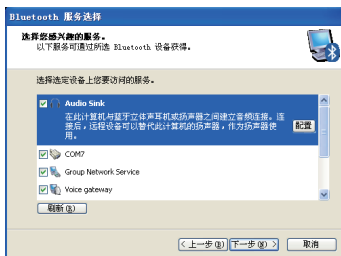 Bluetooth 服务选择
选择您感兴趣的服务。
以下服务可通过所选 Bluetooth 设备获得。
选择选定设备上您要访问的服务。
Audio Sink
在此计算机与蓝牙立体声耳机或扬声器之间建立音频连接。连
接后，远程设备可以替代此计算机的扬声器，作为扬声器使
用。
配置
COM7
Group Network Service
Voice gateway
刷新(R)
<上一步(B)
下一步(N)>
取消